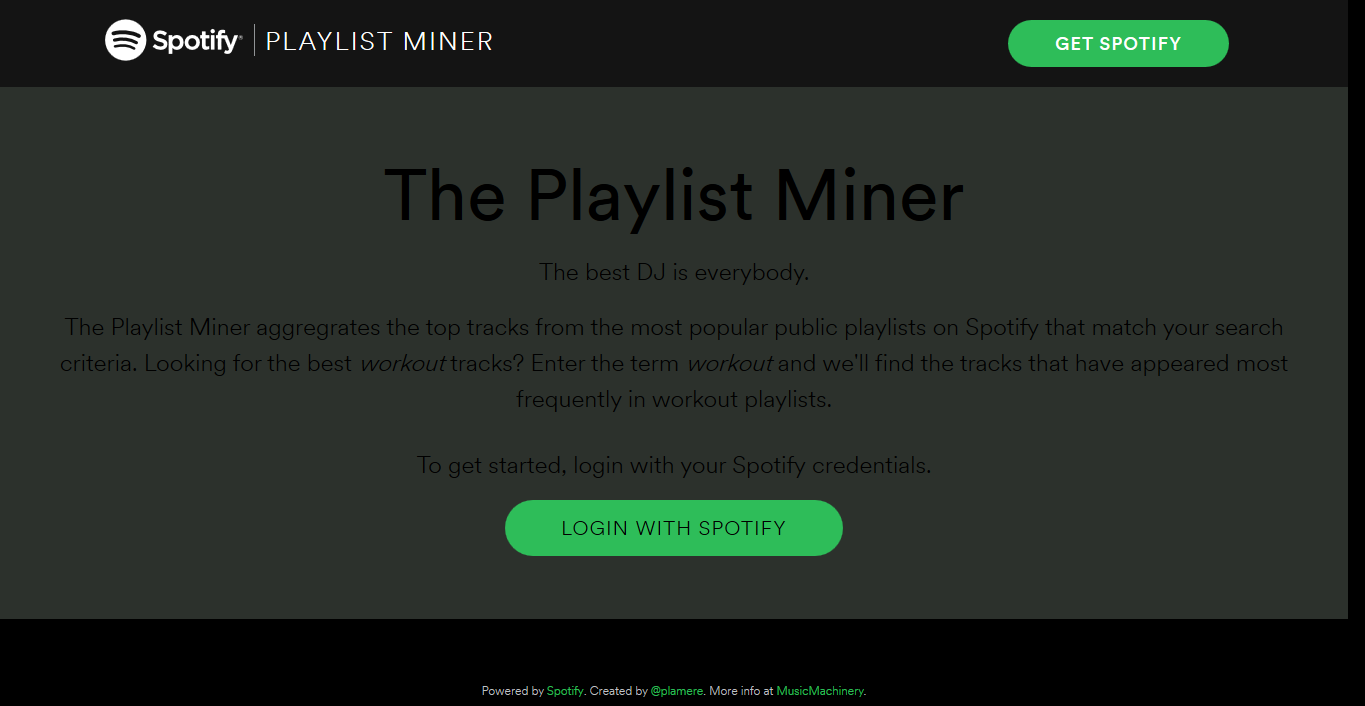 Spotify® | PLAYLIST MINER
GET SPOTIFY
The Playlist Miner
The best DJ is everybody.
The Playlist Miner aggregrates the top tracks from the most popular public playlists on Spotify that match your search
criteria. Looking for the best workout tracks? Enter the term workout and we'll find the tracks that have appeared most
frequently in workout playlists.
To get started, login with your Spotify credentials.
LOGIN WITH SPOTIFY
Powered by Spotify. Created by @plamere. More info at MusicMachinery.